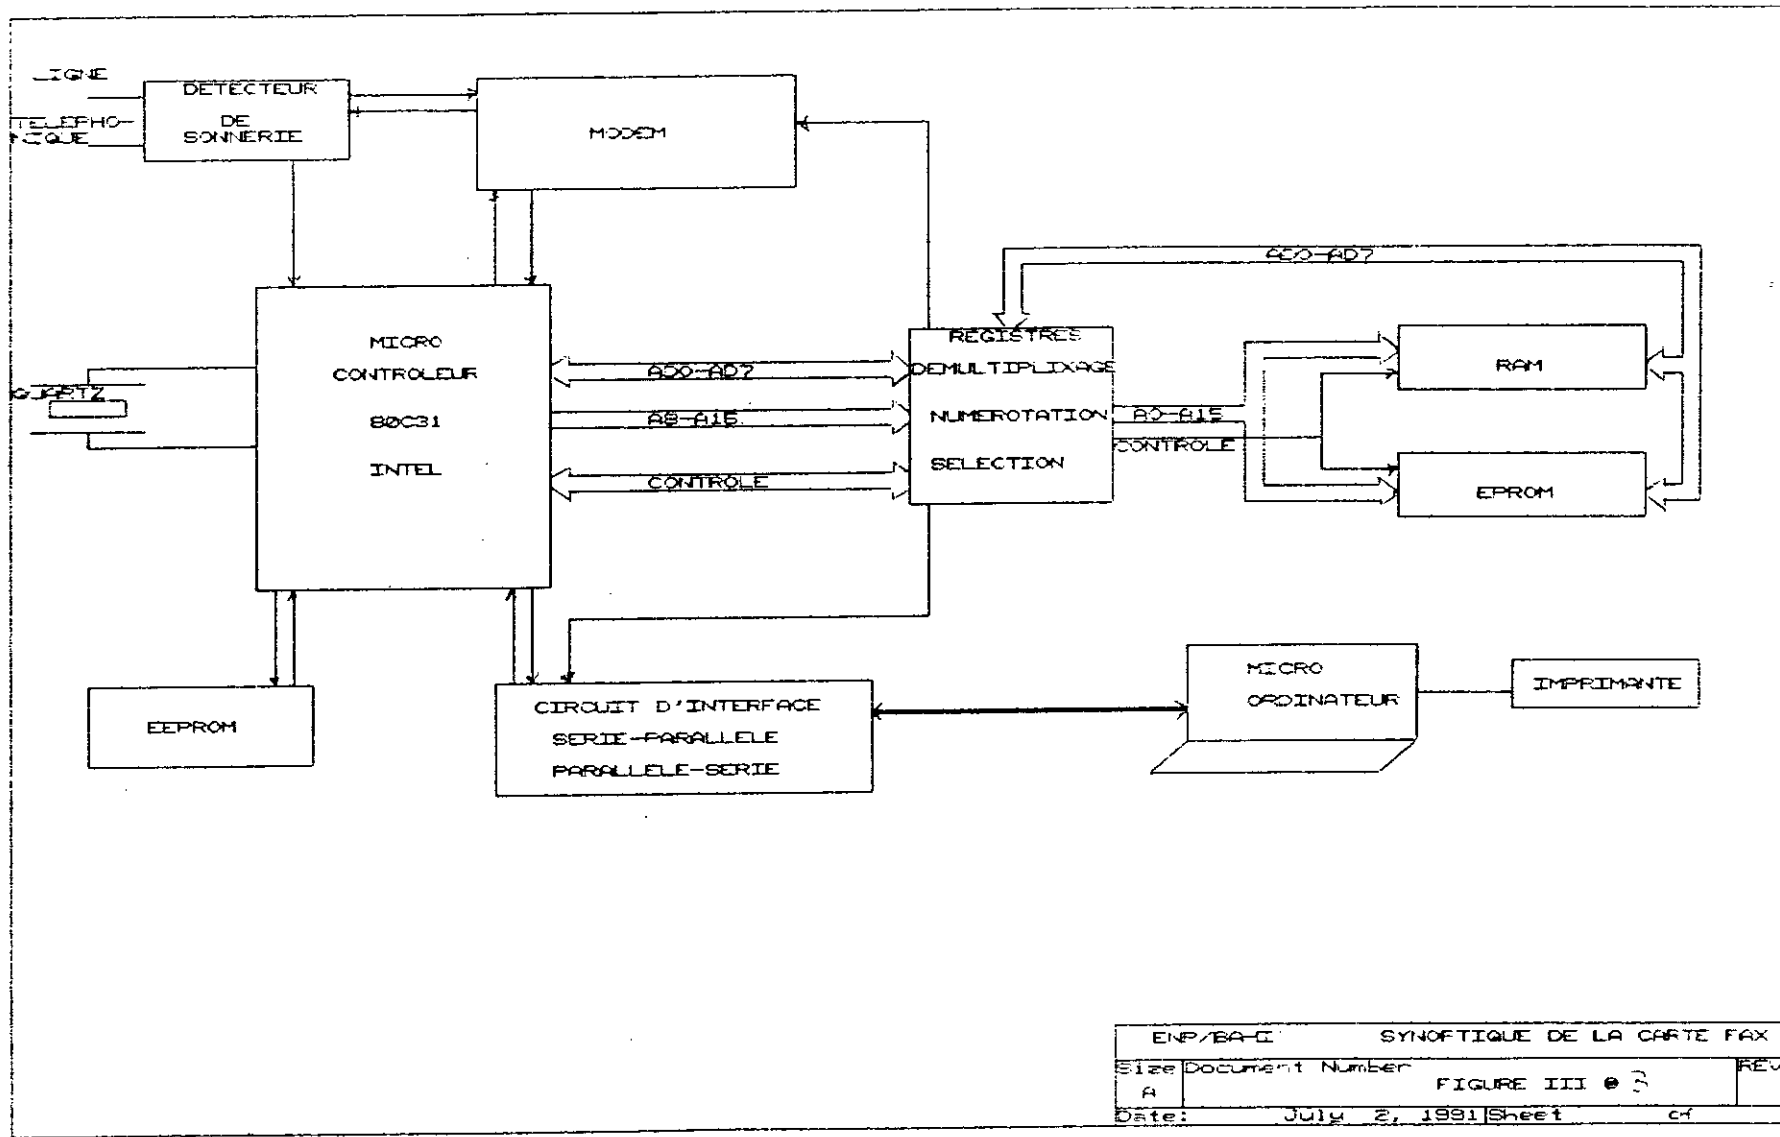 LIGNE
TELEPHO-
NIQUE
DETECTEUR
DE
SONNERIE
MODEM
AD0-AD7
MICRO
CONTROLEUR
80C31
INTEL
QUARTZ
AD0-AD7
A8-A15
CONTROLE
REGISTRES
DEMULTIPLIXAGE
NUMEROTATION
SELECTION
A0-A15
CONTROLE
RAM
EPROM
EEPROM
CIRCUIT D'INTERFACE
SERIE-PARALLELE
PARALLELE-SERIE
MICRO
ORDINATEUR
IMPRIMANTE
SYNOPTIQUE DE LA CARTE FAX
Size
A
Document Number
FIGURE III 3
REV
Date: July 2, 1991 Sheet of